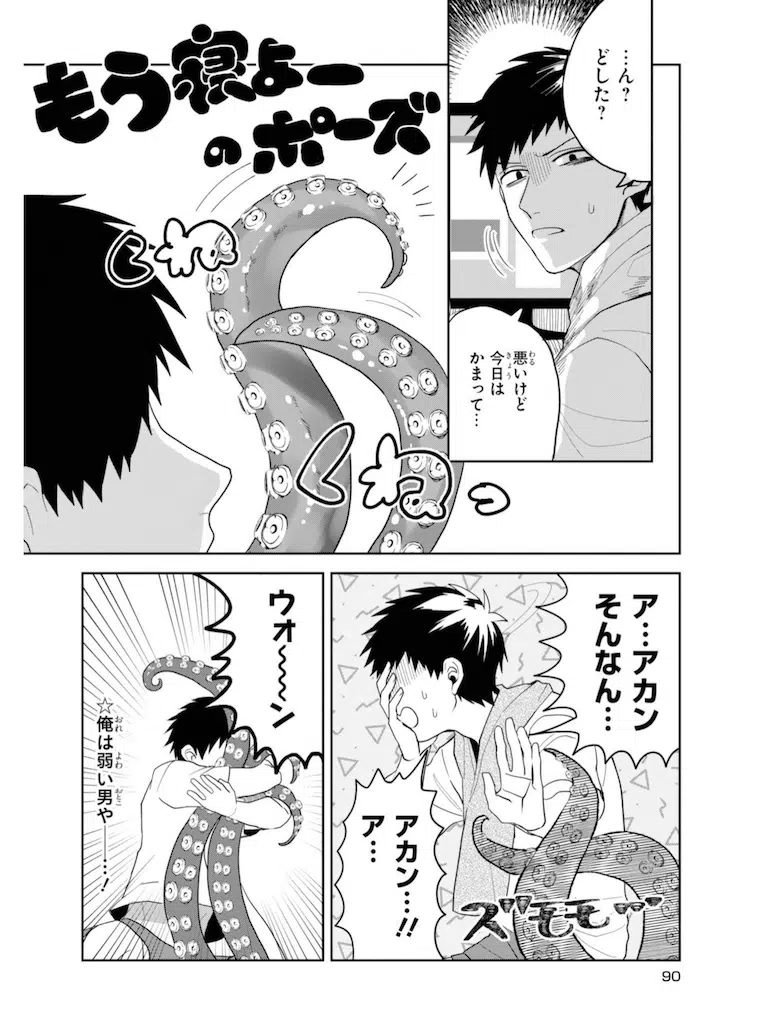 …ん？
どした？
悪いけど
今日は
かまって…
もう寝よー
のポーズ
くね
くねっ
ア…アカン
そんなん…
アカン…!!
ア…
ズモモ
ウオ〜〜ン
☆俺は弱い男や――…！
90